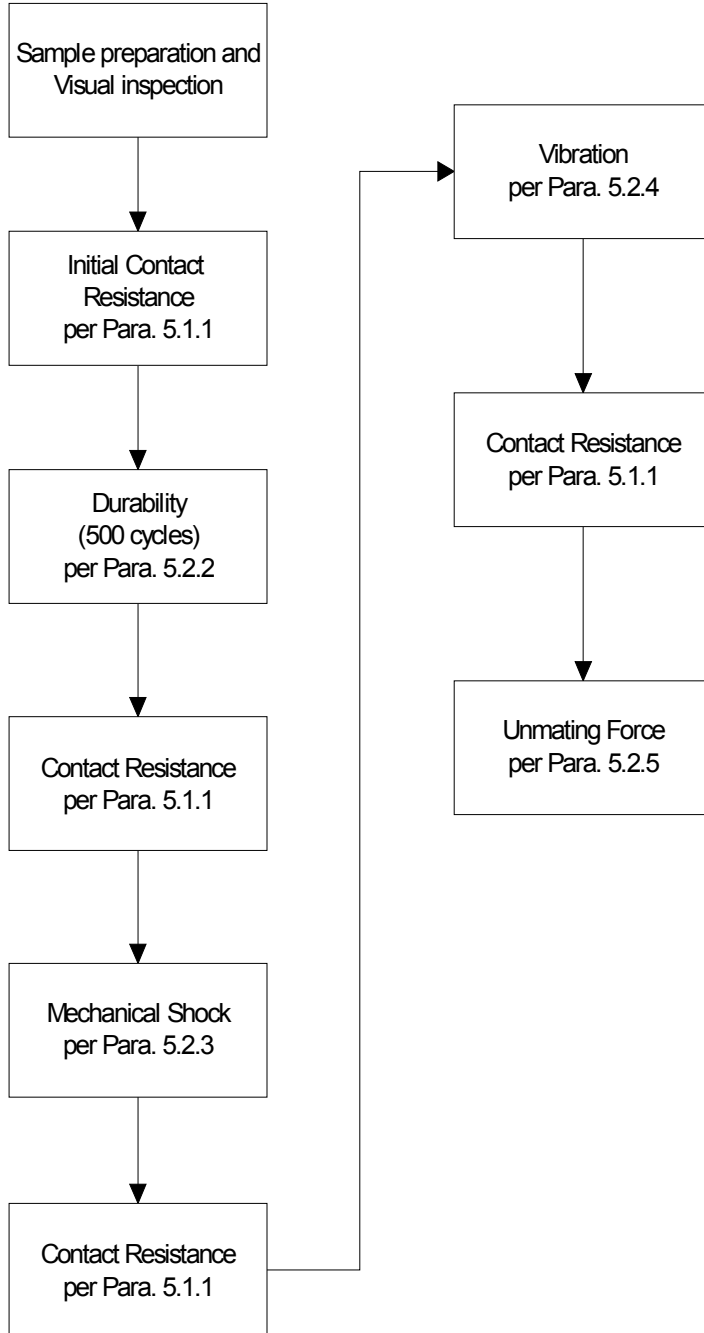 Sample preparation and
Visual inspection
Initial Contact
Resistance
per Para. 5.1.1
Durability
(500 cycles)
per Para. 5.2.2
Contact Resistance
per Para. 5.1.1
Mechanical Shock
per Para. 5.2.3
Contact Resistance
per Para. 5.1.1
Vibration
per Para. 5.2.4
Contact Resistance
per Para. 5.1.1
Unmating Force
per Para. 5.2.5